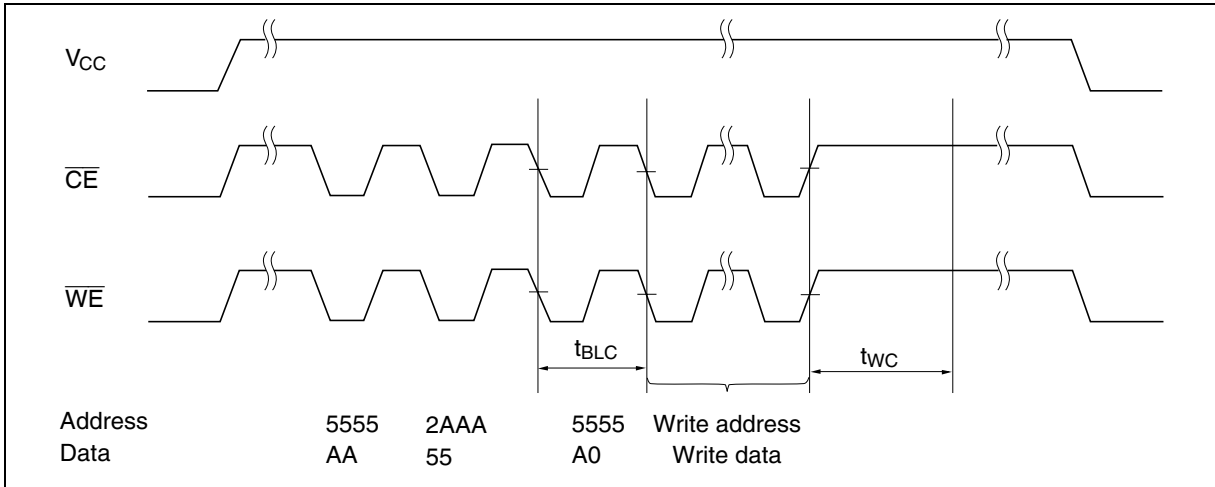 VCC
CE
WE
tBLC
tWC
Address 5555 2AAA 5555 Write address
Data AA 55 A0 Write data